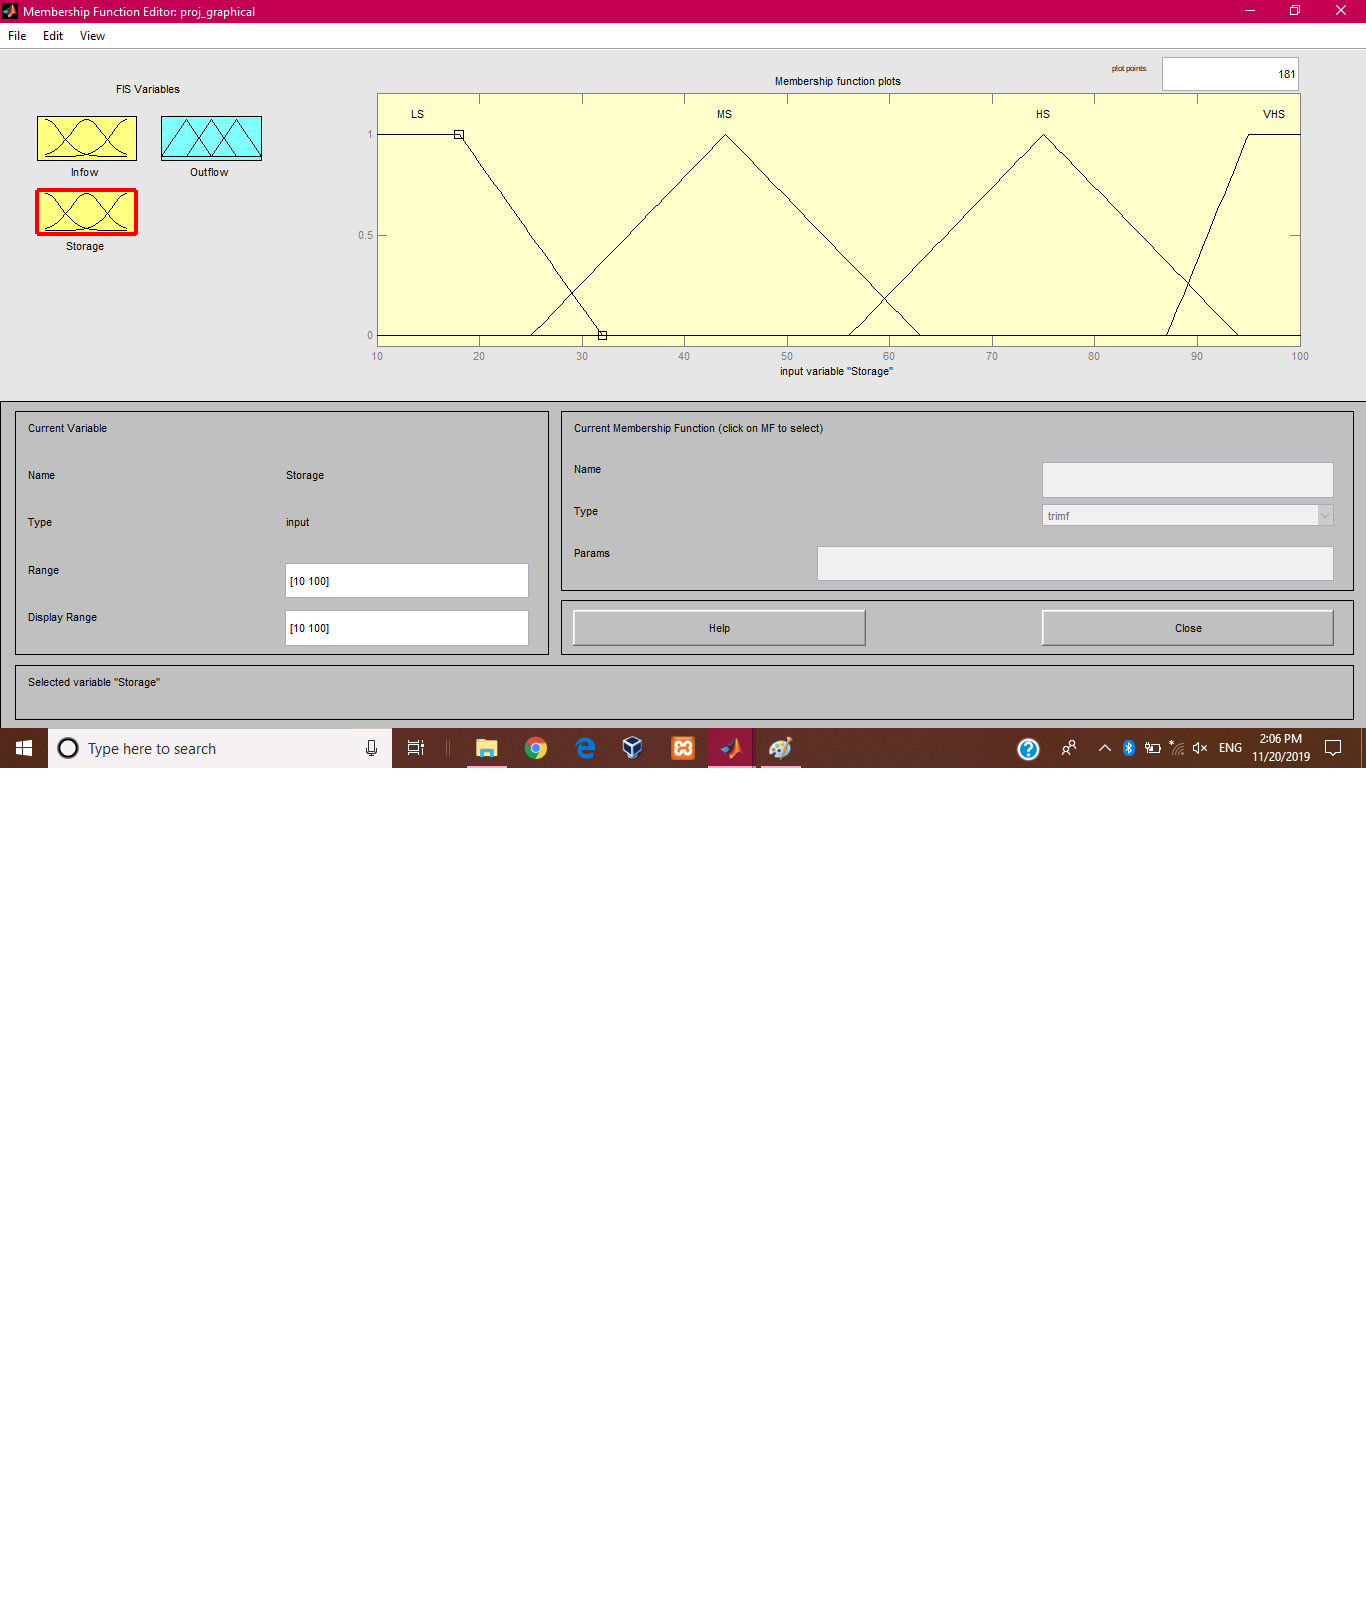 Membership Function Editor: proj_graphical
File Edit View
FIS Variables
Infow
Outflow
Storage
Membership function plots
plot points:
181
LS MS HS VHS
1
0.5
0
10 20 30 40 50 60 70 80 90 100
input variable "Storage"
Current Variable
Name Storage
Type input
Range [10 100]
Display Range [10 100]
Current Membership Function (click on MF to select)
Name
Type trimf
Params
Help Close
Selected variable "Storage"
Type here to search
ENG
2:06 PM
11/20/2019